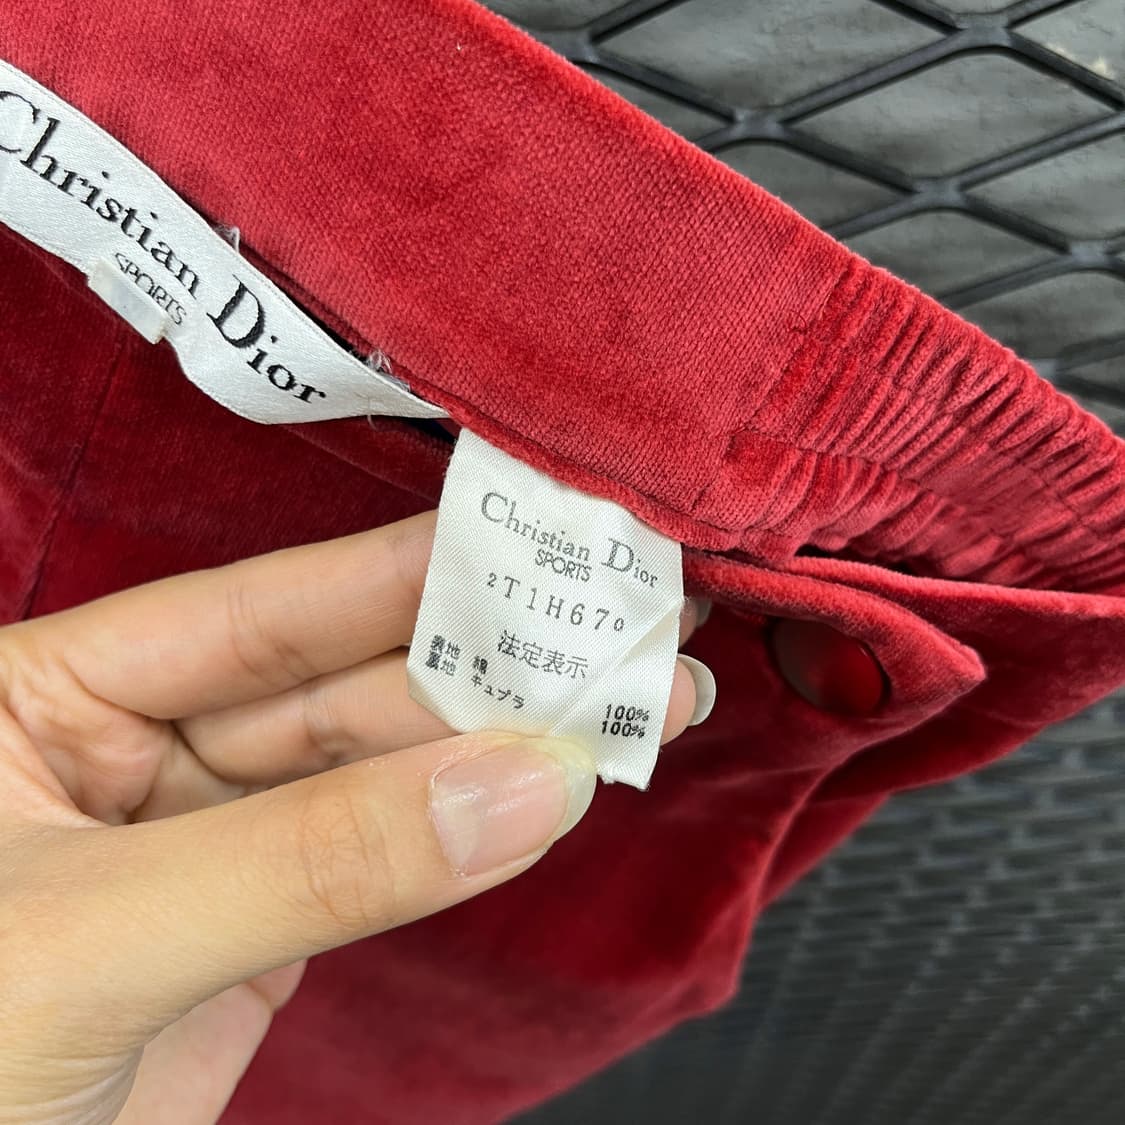 Christian Dior
SPORTS
Christian Dior
SPORTS
2T1H670
法定表示
表地 綿 100%
裏地 キュプラ 100%